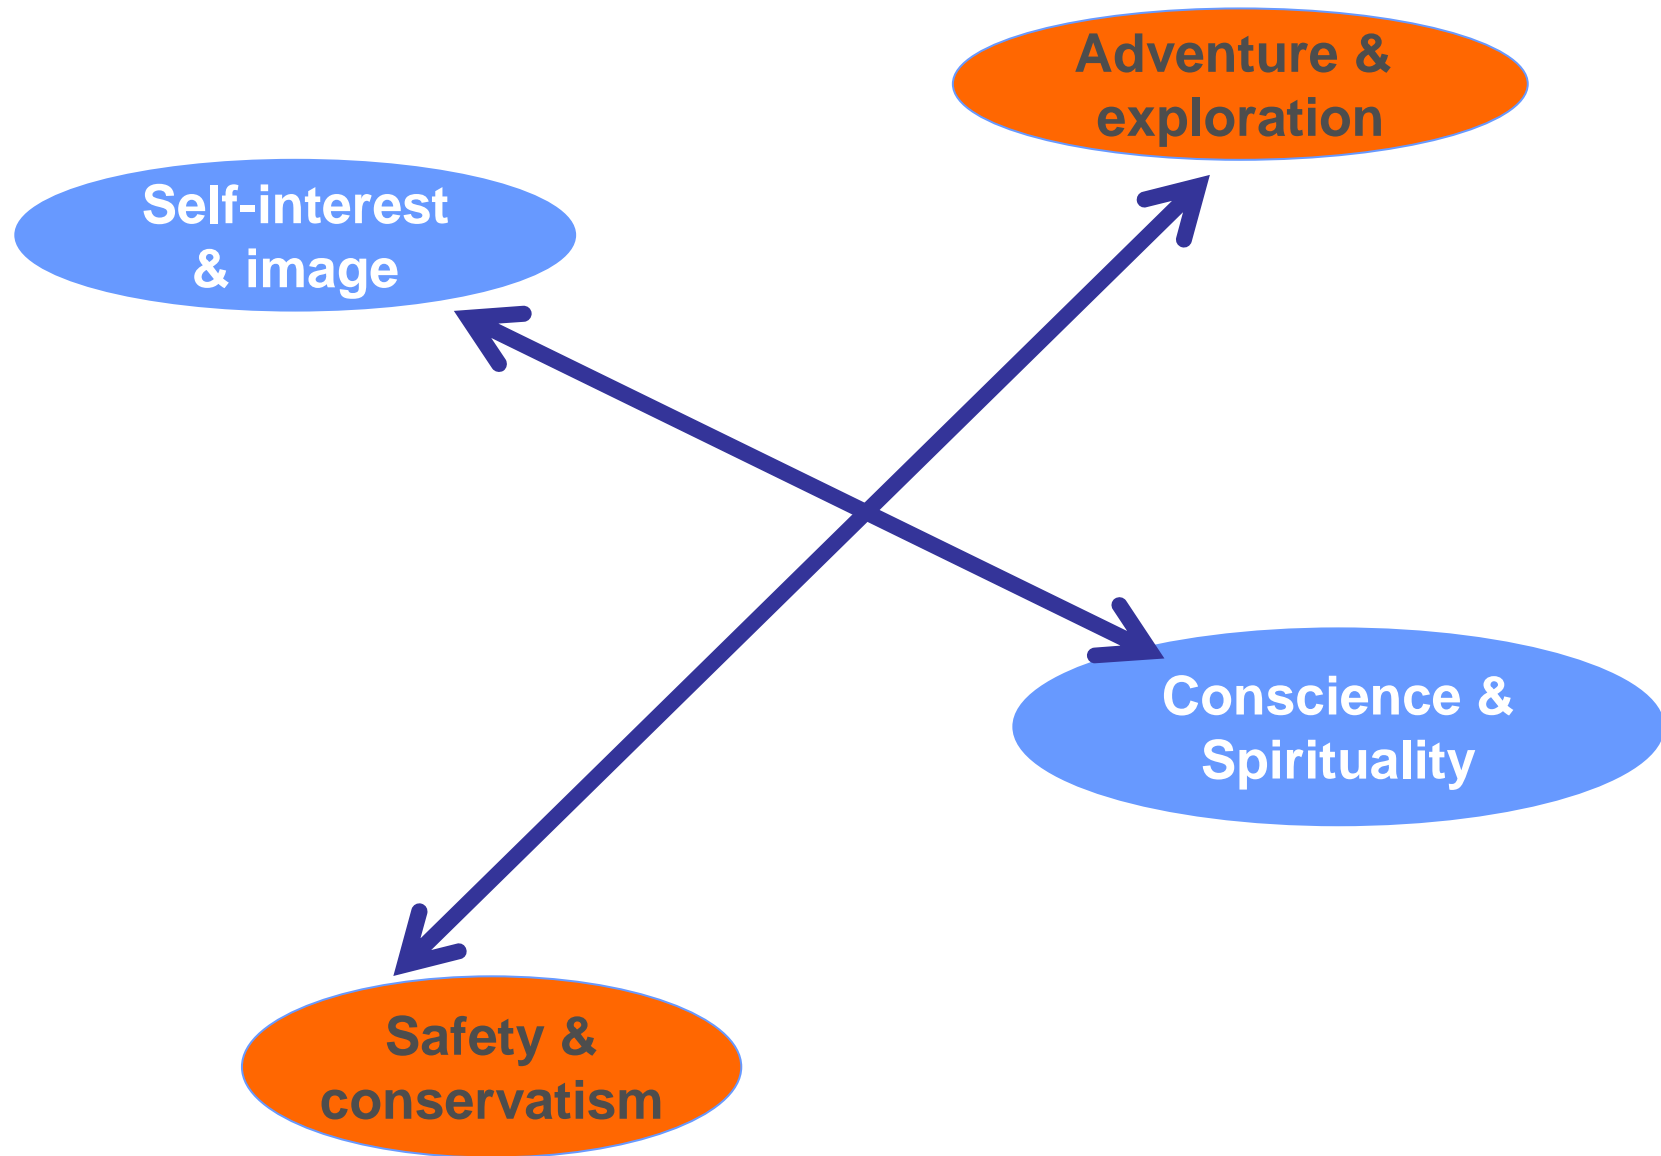 Adventure &
exploration
Self-interest
& image
Conscience &
Spirituality
Safety &
conservatism